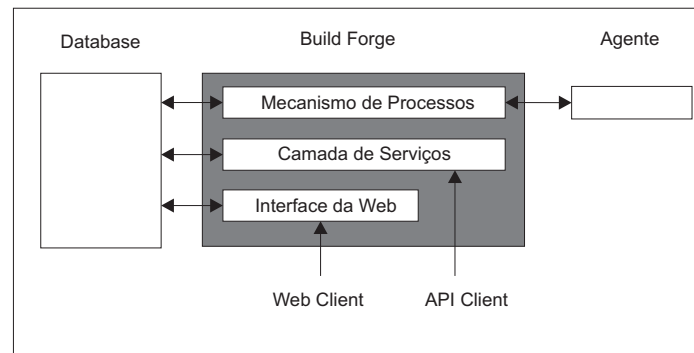 Database
Build Forge
Agente
Mecanismo de Processos
Camada de Serviços
Interface da Web
Web Client
API Client